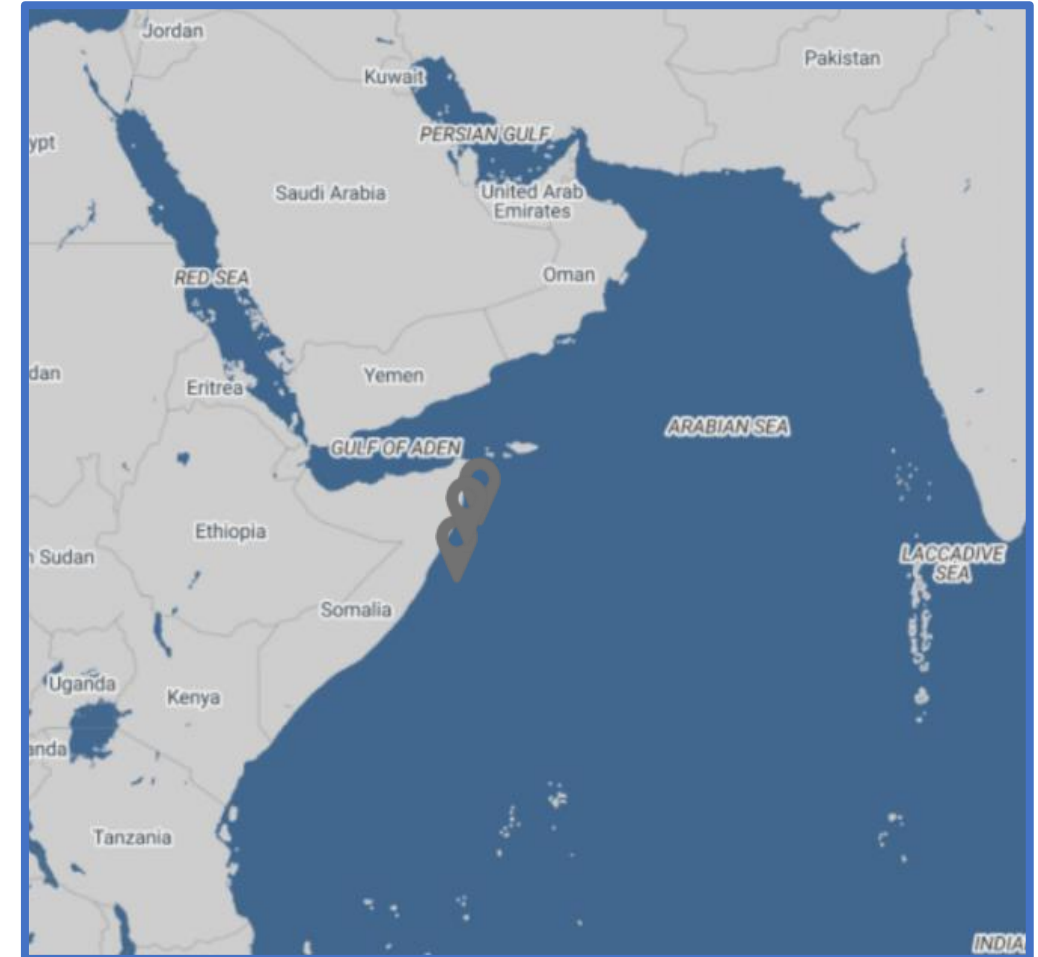 Jordan
Pakistan
Kuwait
PERSIAN GULF
ypt
Saudi Arabia
United Arab
Emirates
RED SEA
Oman
dan
Eritrea
Yemen
ARABIAN SEA
GULF OF ADEN
Ethiopia
n Sudan
LACCADIVE
SEA
Somalia
Uganda
Kenya
anda
Tanzania
INDIA